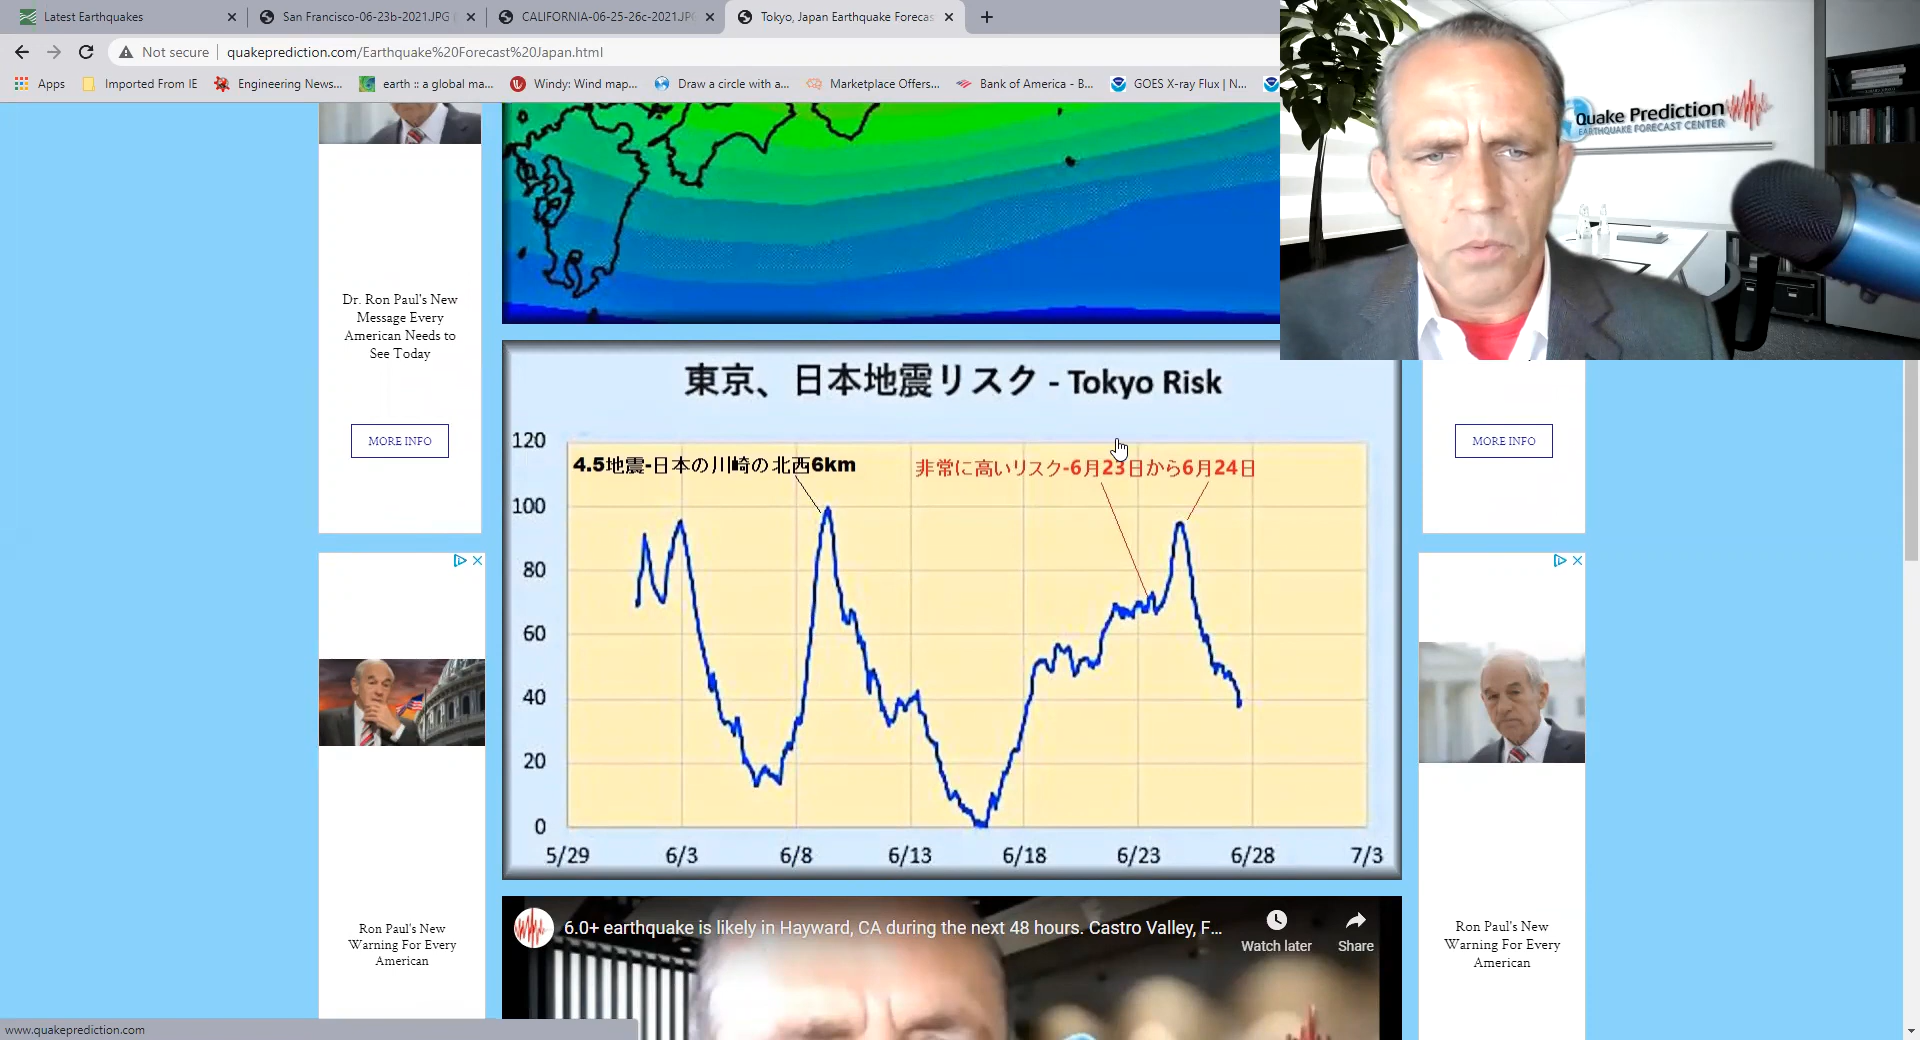 Latest Earthquakes
San Francisco-06-23b-2021.JPG
CALIFORNIA-06-25-26c-2021.JPG
Tokyo, Japan Earthquake Forecas
Not secure
quakeprediction.com/Earthquake%20Forecast%20Japan.html
Apps
Imported From IE
Engineering News...
earth :: a global ma...
Windy: Wind map...
Draw a circle with a...
Marketplace Offers...
Bank of America - B...
GOES X-ray Flux | N...
Quake Prediction
EARTHQUAKE FORECAST CENTER
Dr. Ron Paul's New
Message Every
American Needs to
See Today
MORE INFO
東京、日本地震リスク - Tokyo Risk
120
100
80
60
40
20
0
4.5地震-日本の川崎の北西6km
非常に高いリスク-6月23日から6月24日
5/29
6/3
6/8
6/13
6/18
6/23
6/28
7/3
MORE INFO
Ron Paul's New
Warning For Every
American
Ron Paul's New
Warning For Every
American
6.0+ earthquake is likely in Hayward, CA during the next 48 hours. Castro Valley, F...
Watch later
Share
www.quakeprediction.com